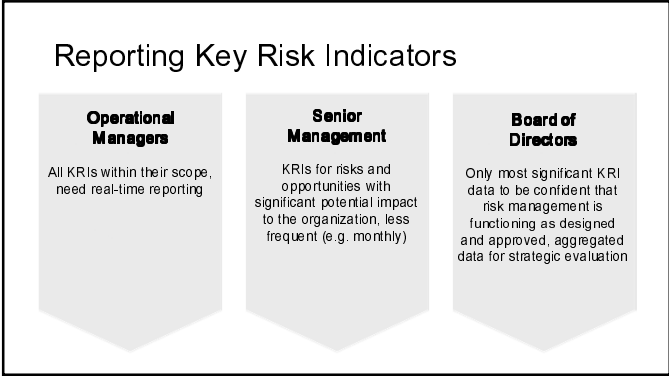 Reporting Key Risk Indicators
Operational
Managers
All KRIs within their scope,
need real-time reporting
Senior
Management
KRIs for risks and
opportunities with
significant potential impact
to the organization, less
frequent (e.g. monthly)
Board of
Directors
Only most significant KRI
data to be confident that
risk management is
functioning as designed
and approved, aggregated
data for strategic evaluation